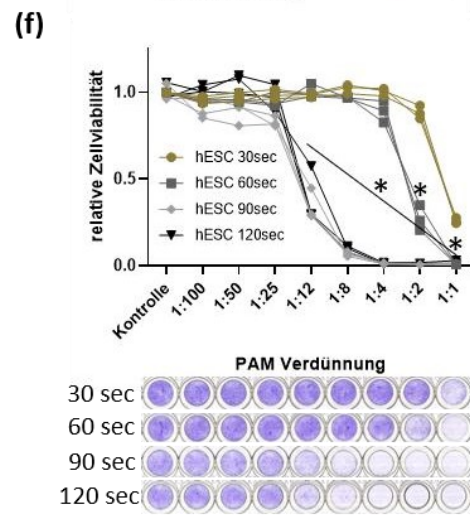 (f)
relative Zellviabilität
1.0
0.5
0.0
hESC 30sec
hESC 60sec
hESC 90sec
hESC 120sec
*
*
*
Kontrolle
1:100
1:50
1:25
1:12
1:8
1:4
1:2
1:1
PAM Verdünnung
30 sec
60 sec
90 sec
120 sec